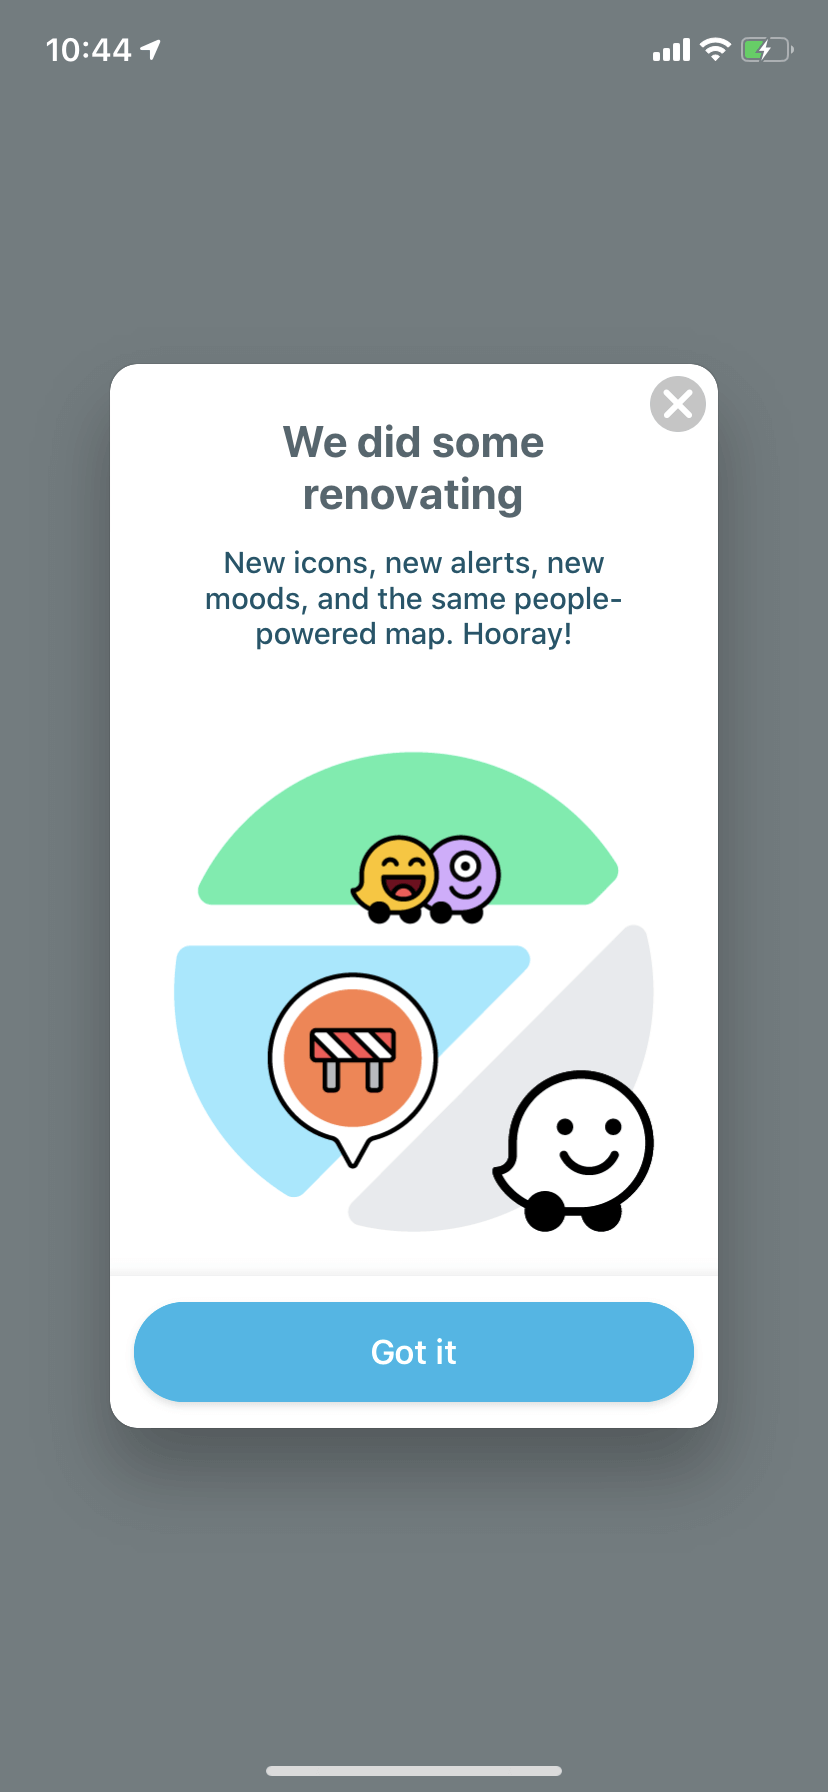 10:44
We did some
renovating
New icons, new alerts, new
moods, and the same people-
powered map. Hooray!
Got it